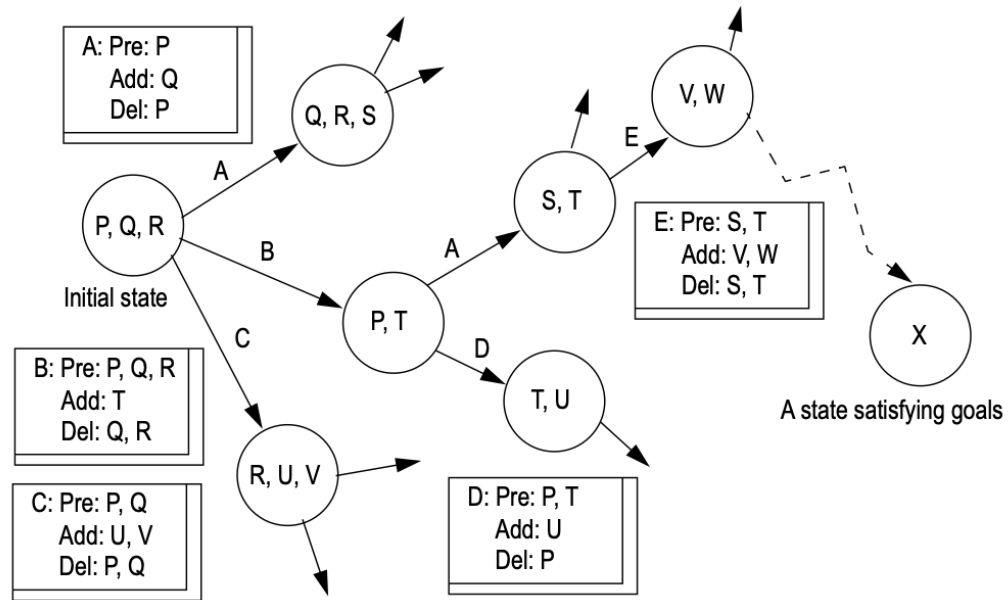 A: Pre: P
Add: Q
Del: P
Q, R, S
V, W
A
E
P, Q, R
Initial state
B
A
S, T
E: Pre: S, T
Add: V, W
Del: S, T
C
P, T
D
X
A state satisfying goals
B: Pre: P, Q, R
Add: T
Del: Q, R
T, U
R, U, V
C: Pre: P, Q
Add: U, V
Del: P, Q
D: Pre: P, T
Add: U
Del: P